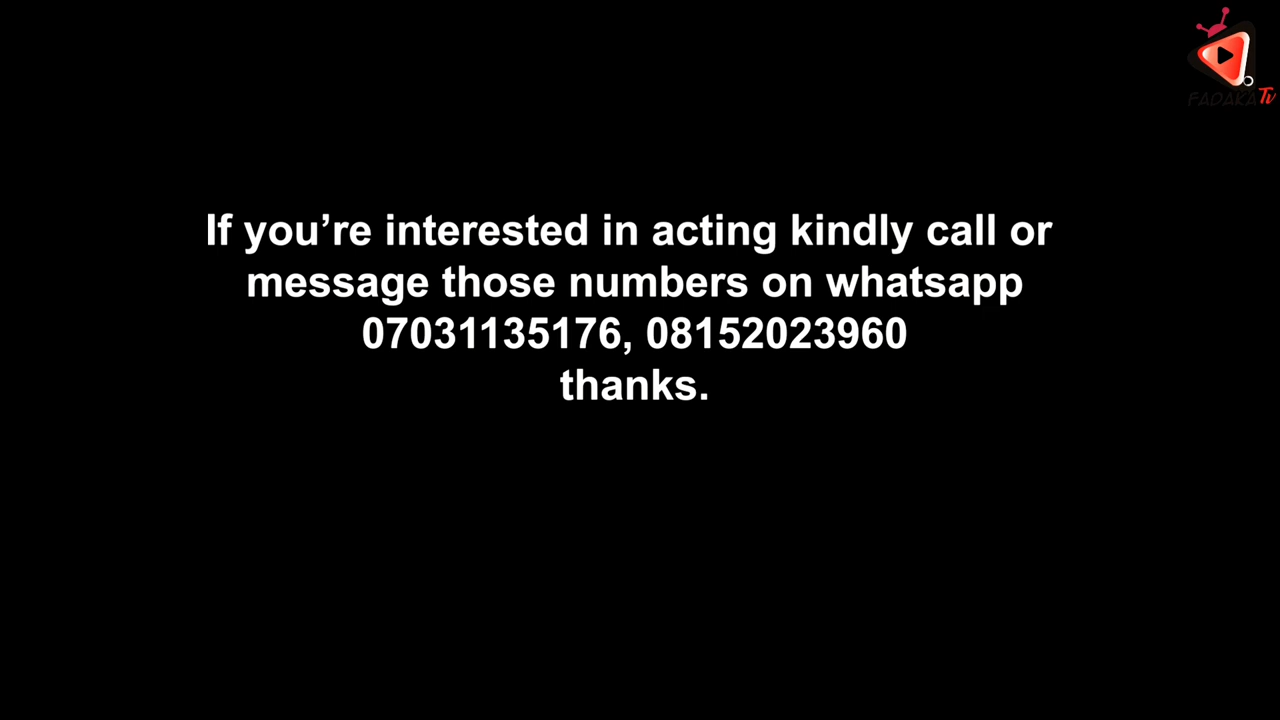 FADAKA Tv
If you’re interested in acting kindly call or
message those numbers on whatsapp
07031135176, 08152023960
thanks.